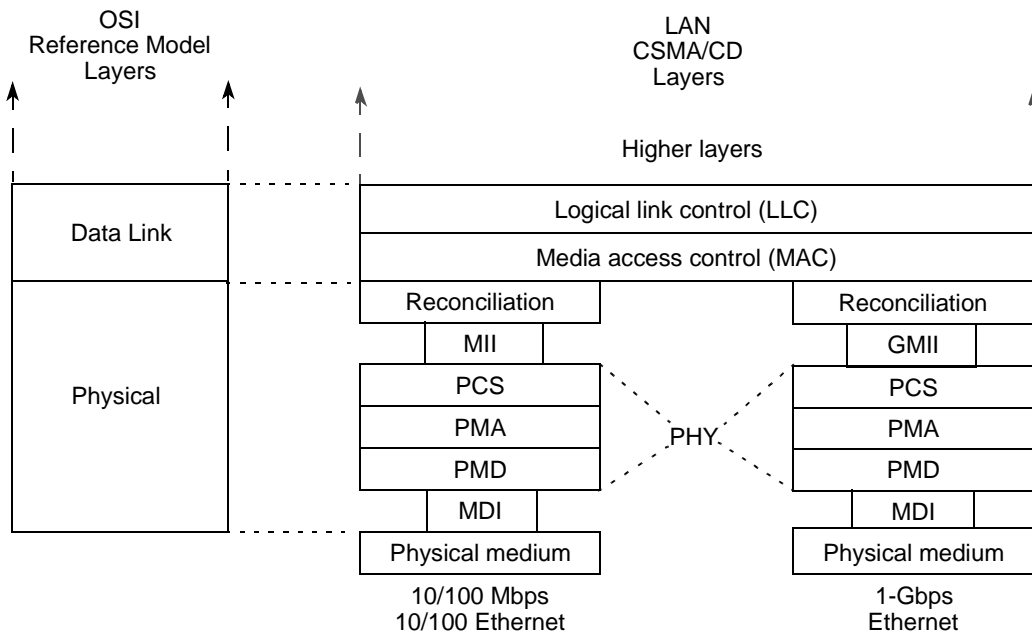 OSI
Reference Model
Layers
LAN
CSMA/CD
Layers
Higher layers
Data Link
Logical link control (LLC)
Media access control (MAC)
Physical
Reconciliation
MII
PCS
PMA
PMD
MDI
Physical medium
10/100 Mbps
10/100 Ethernet
PHY
Reconciliation
GMII
PCS
PMA
PMD
MDI
Physical medium
1-Gbps
Ethernet